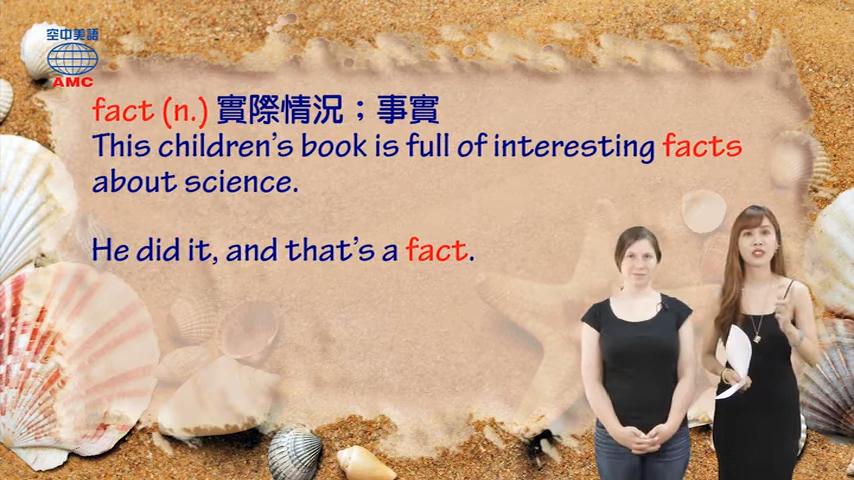 空中美語
AMC
fact (n.) 實際情況；事實
This children's book is full of interesting facts
about science.
He did it, and that's a fact.